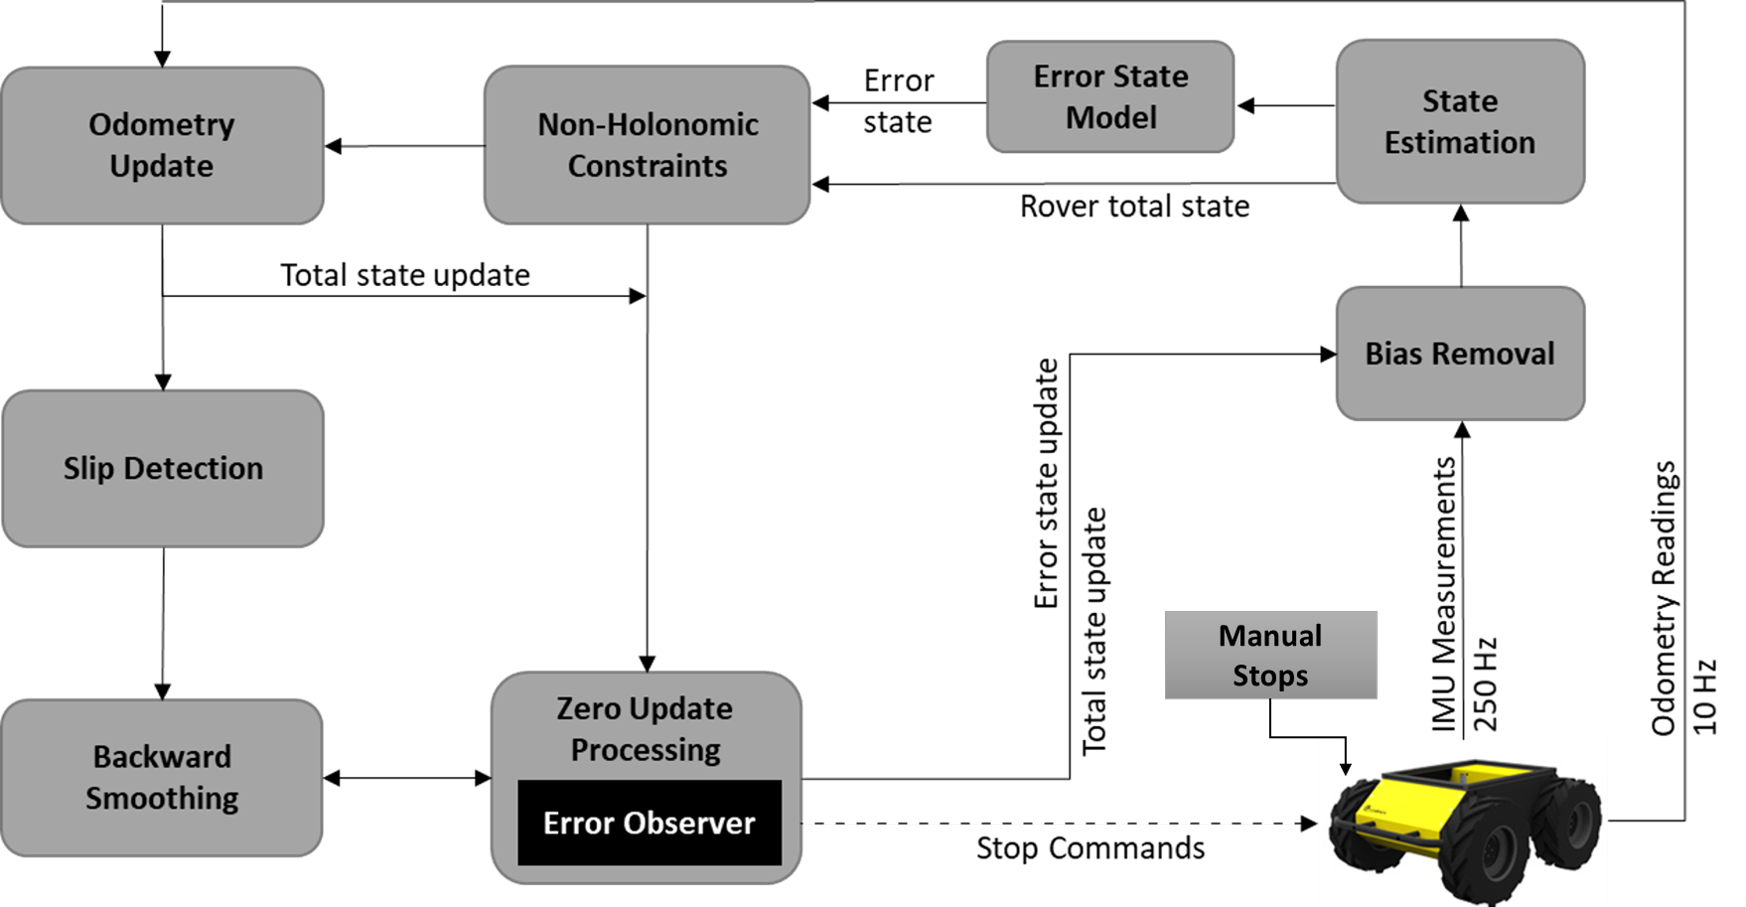 Odometry
Update
Non-Holonomic
Constraints
Error
state
Error State
Model
State
Estimation
Rover total state
Total state update
Bias Removal
Slip Detection
Error state update
Total state update
IMU Measurements
250 Hz
Odometry Readings
10 Hz
Manual
Stops
Backward
Smoothing
Zero Update
Processing
Error Observer
Stop Commands